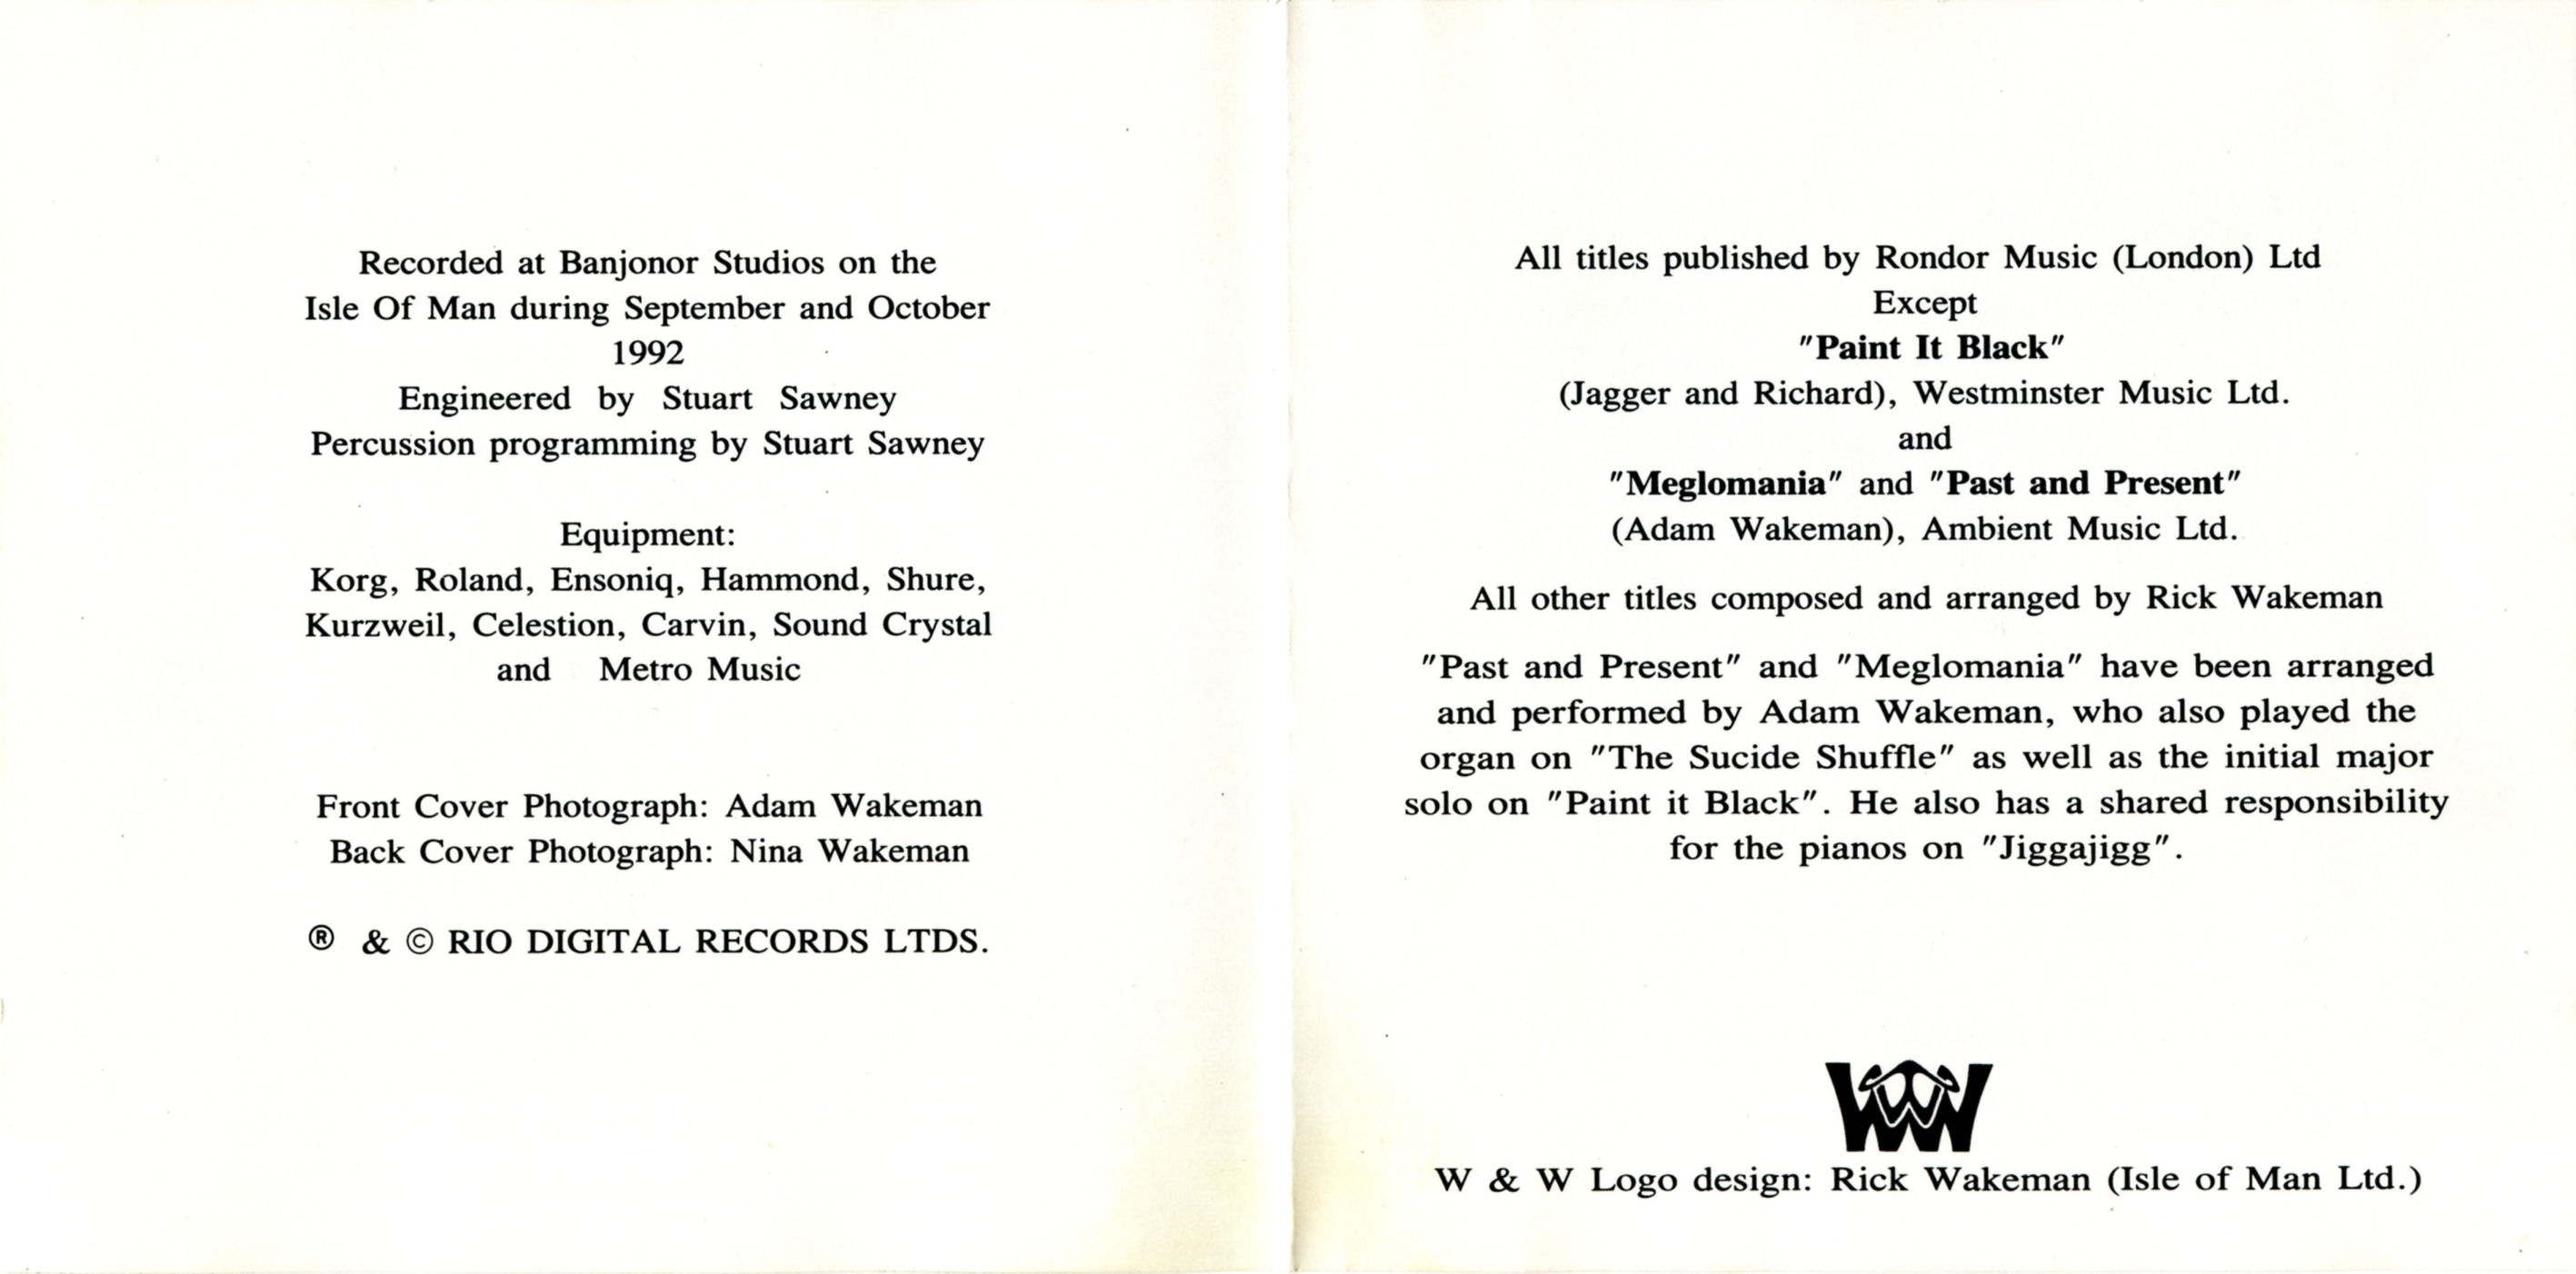 Recorded at Banjonor Studios on the
Isle Of Man during September and October
1992
Engineered by Stuart Sawney
Percussion programming by Stuart Sawney
Equipment:
Korg, Roland, Ensoniq, Hammond, Shure,
Kurzweil, Celestion, Carvin, Sound Crystal
and Metro Music
Front Cover Photograph: Adam Wakeman
Back Cover Photograph: Nina Wakeman
® & © RIO DIGITAL RECORDS LTDS.
All titles published by Rondor Music (London) Ltd
Except
"Paint It Black"
(Jagger and Richard), Westminster Music Ltd.
and
"Meglomania" and "Past and Present"
(Adam Wakeman), Ambient Music Ltd.
All other titles composed and arranged by Rick Wakeman
"Past and Present" and "Meglomania" have been arranged
and performed by Adam Wakeman, who also played the
organ on "The Sucide Shuffle" as well as the initial major
solo on "Paint it Black". He also has a shared responsibility
for the pianos on "Jiggajigg".
WW
W & W Logo design: Rick Wakeman (Isle of Man Ltd.)